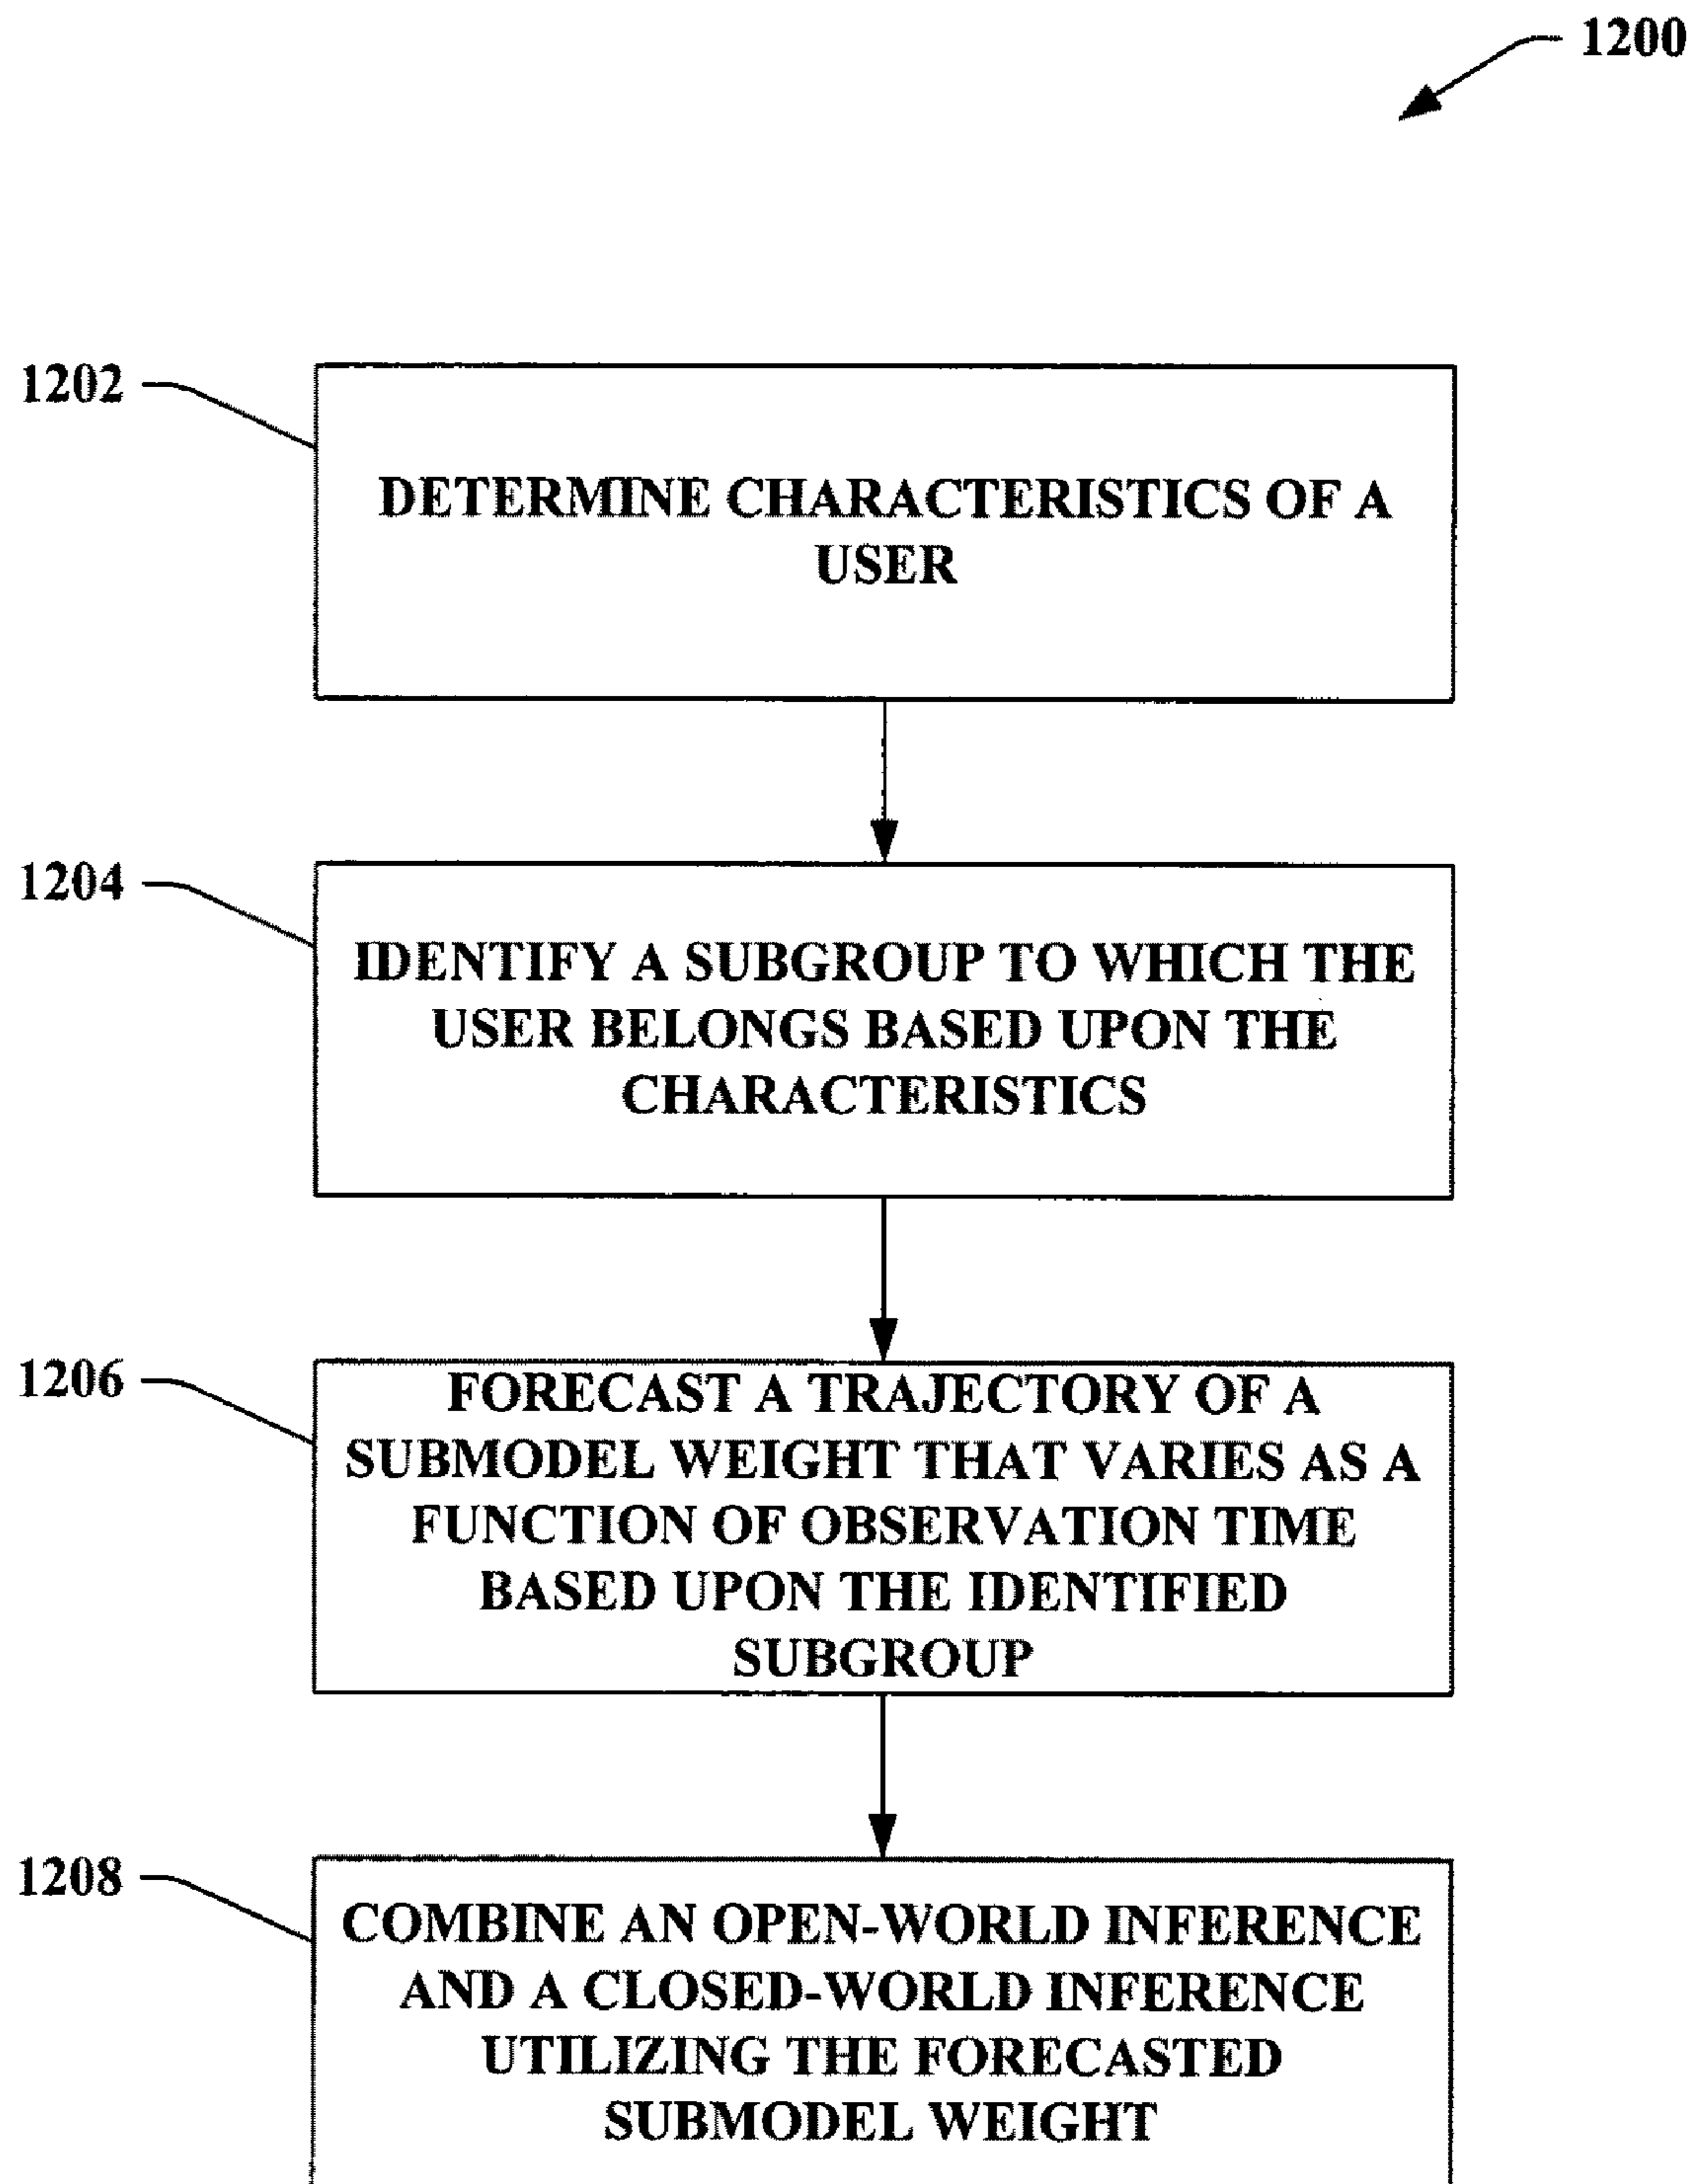 1200
1202
DETERMINE CHARACTERISTICS OF A
USER
1204
IDENTIFY A SUBGROUP TO WHICH THE
USER BELONGS BASED UPON THE
CHARACTERISTICS
1206
FORECAST A TRAJECTORY OF A
SUBMODEL WEIGHT THAT VARIES AS A
FUNCTION OF OBSERVATION TIME
BASED UPON THE IDENTIFIED
SUBGROUP
1208
COMBINE AN OPEN-WORLD INFERENCE
AND A CLOSED-WORLD INFERENCE
UTILIZING THE FORECASTED
SUBMODEL WEIGHT